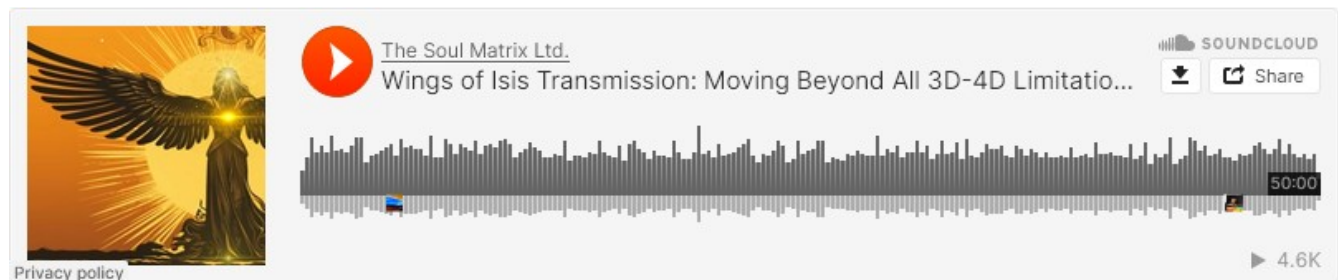 The Soul Matrix Ltd.
SOUNDCLOUD
Wings of Isis Transmission: Moving Beyond All 3D-4D Limitatio...
Share
50:00
4.6K
Privacy policy